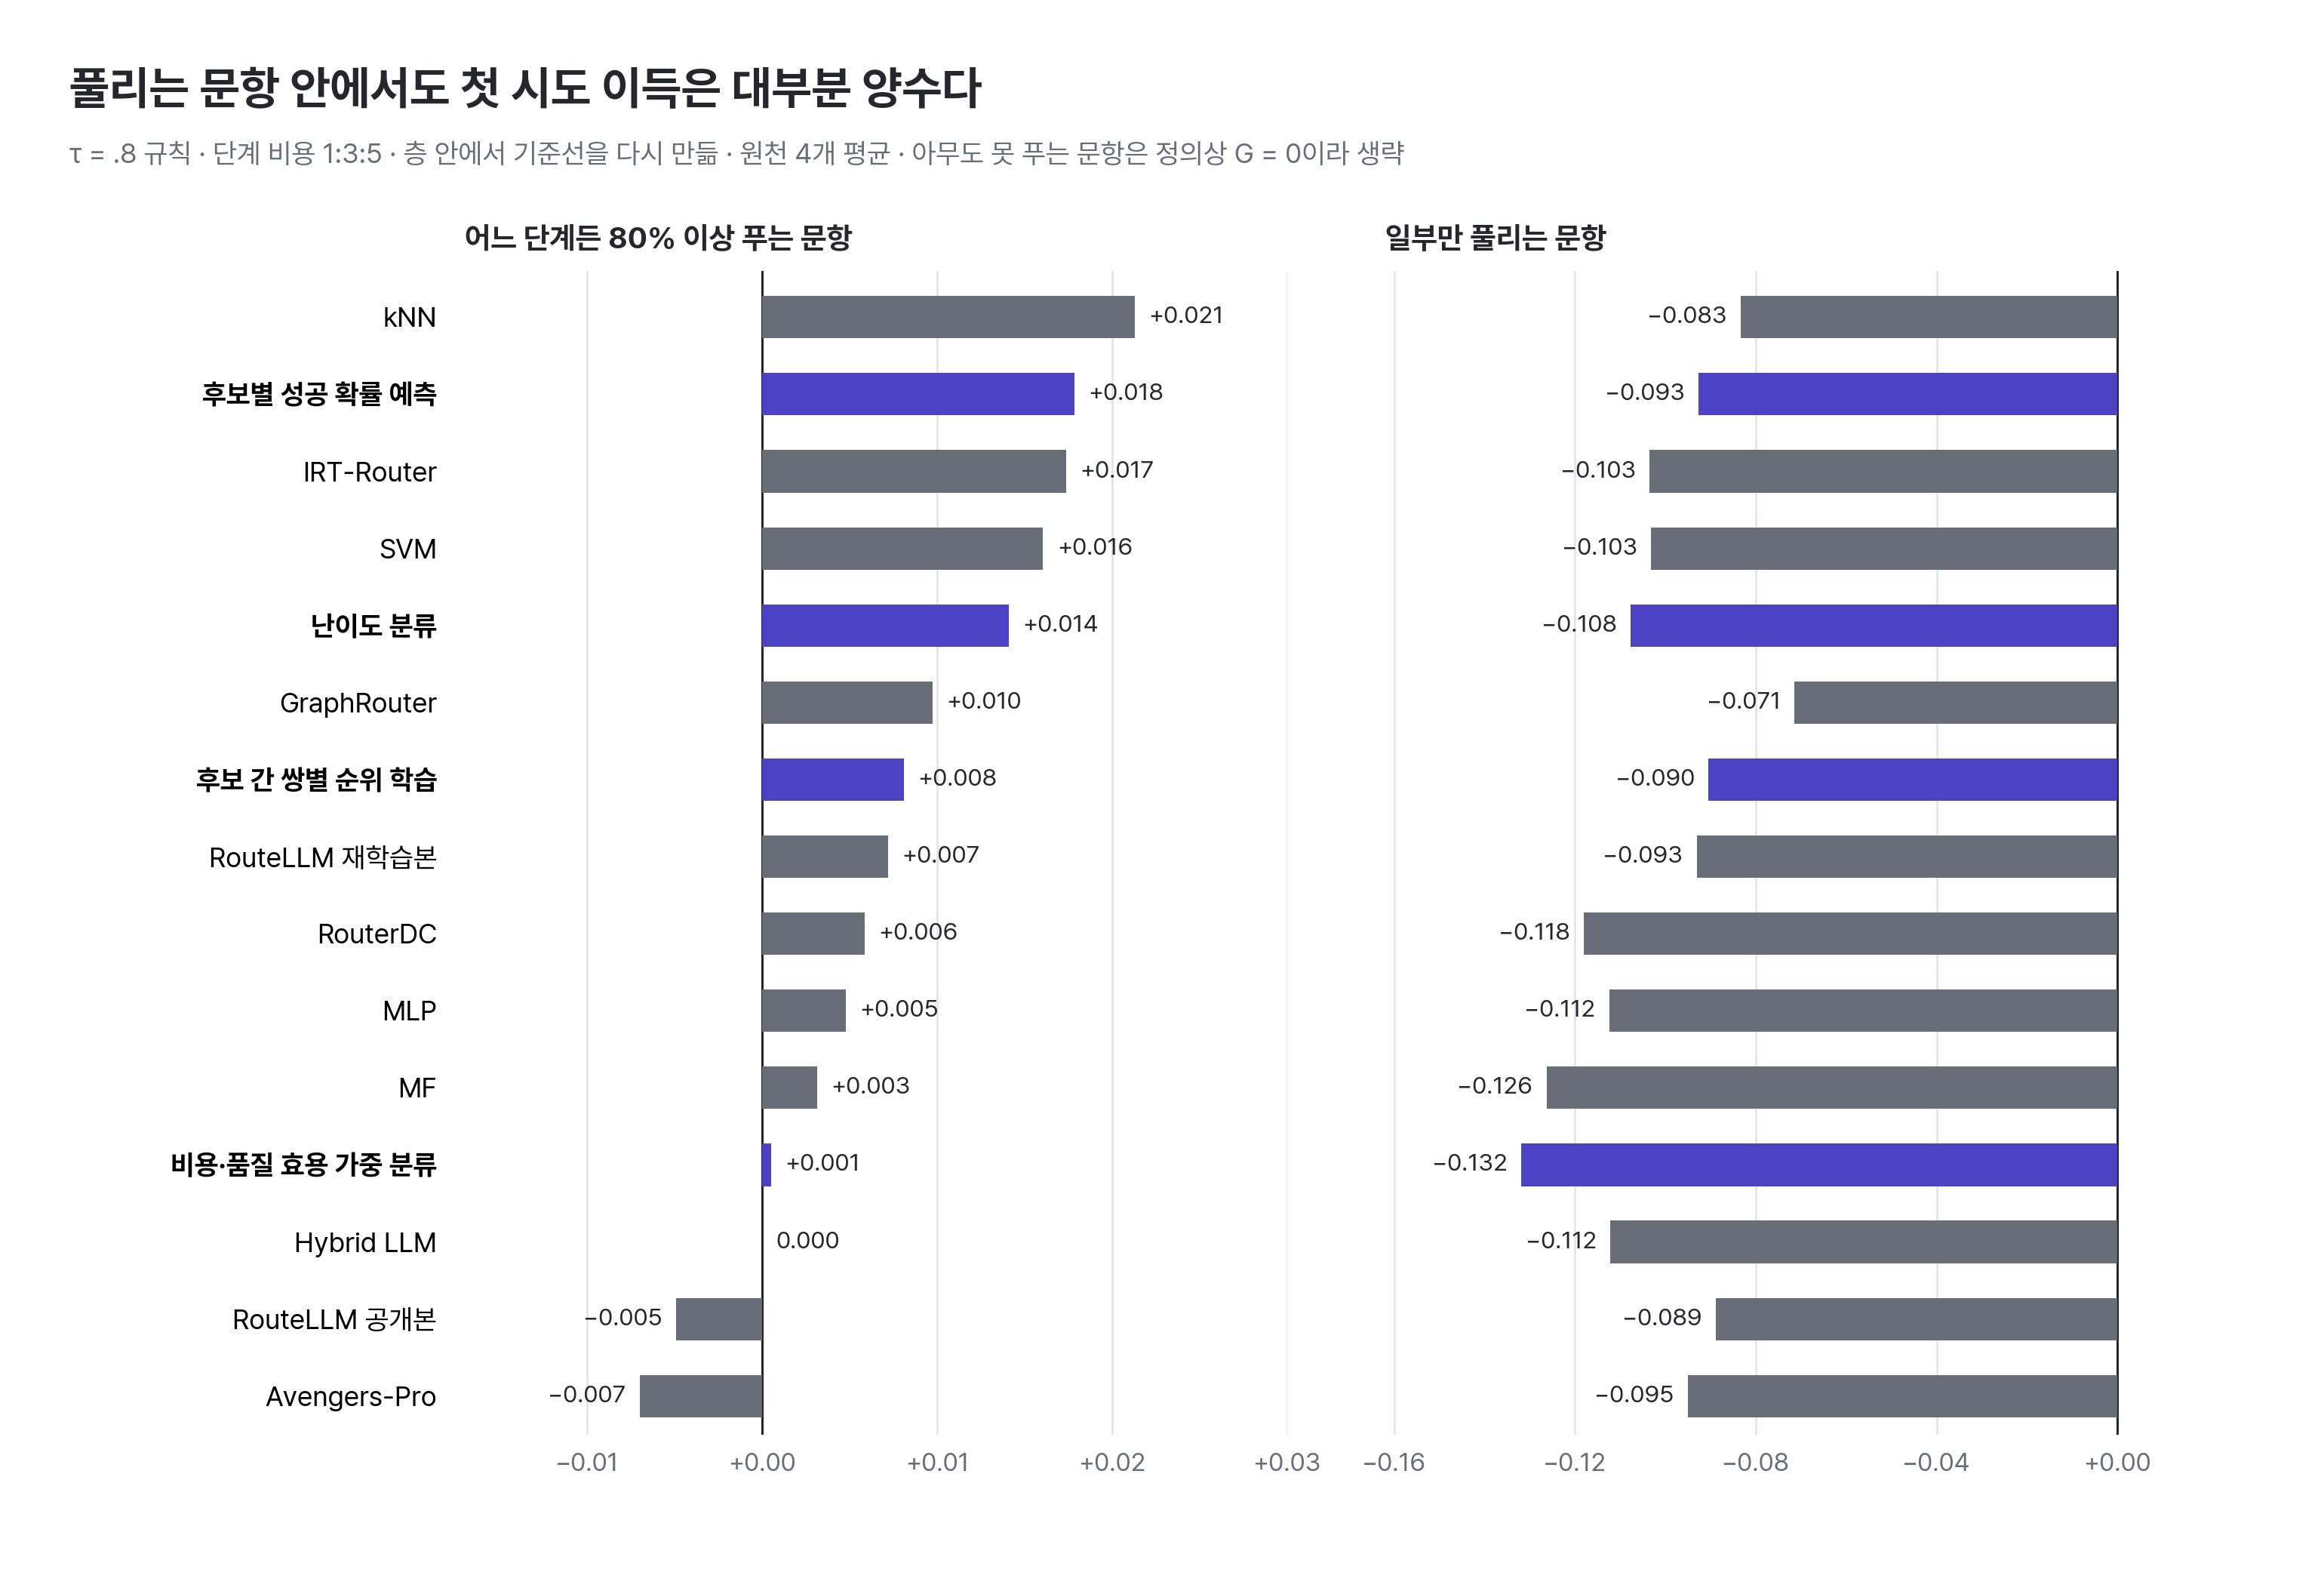 풀리는 문항 안에서도 첫 시도 이득은 대부분 양수다
τ = .8 규칙 · 단계 비용 1:3:5 · 층 안에서 기준선을 다시 만듦 · 원천 4개 평균 · 아무도 못 푸는 문항은 정의상 G = 0이라 생략
어느 단계든 80% 이상 푸는 문항 일부만 풀리는 문항
kNN +0.021 −0.083
후보별 성공 확률 예측 +0.018 −0.093
IRT-Router +0.017 −0.103
SVM +0.016 −0.103
난이도 분류 +0.014 −0.108
GraphRouter +0.010 −0.071
후보 간 쌍별 순위 학습 +0.008 −0.090
RouteLLM 재학습본 +0.007 −0.093
RouterDC +0.006 −0.118
MLP +0.005 −0.112
MF +0.003 −0.126
비용·품질 효용 가중 분류 +0.001 −0.132
Hybrid LLM 0.000 −0.112
RouteLLM 공개본 −0.005 −0.089
Avengers-Pro −0.007 −0.095
−0.01 +0.00 +0.01 +0.02 +0.03 −0.16 −0.12 −0.08 −0.04 +0.00